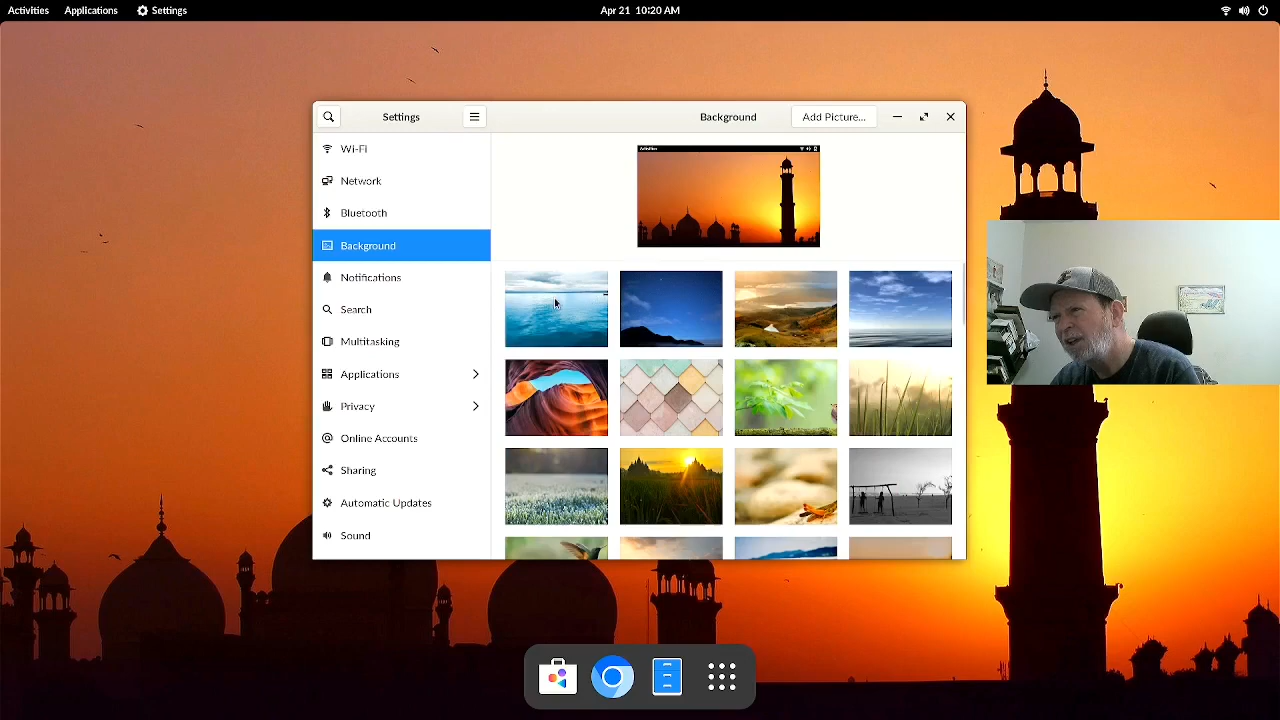 Activities Applications Settings Apr 21 10:20 AM
Settings Background Add Picture...
Wi-Fi
Network
Bluetooth
Background
Notifications
Search
Multitasking
Applications
Privacy
Online Accounts
Sharing
Automatic Updates
Sound
Activities